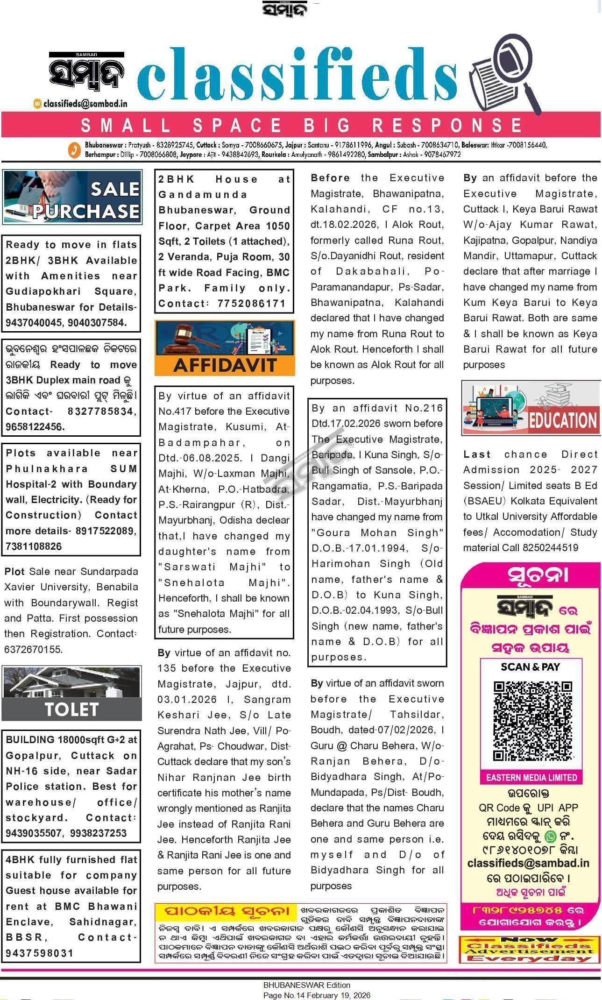 SAMBAD
ସମ୍ବାଦ
SAMBAD
ସମ୍ବାଦ
classifieds
classifieds@sambad.in
SMALL SPACE BIG RESPONSE
Bhubaneswar : Pratyush - 8328925745, Cuttack : Somya - 7008660675, Jajpur : Santanu - 9178611996, Angul : Subash - 7008634710, Baleswar: Iftkar -7008156440,
Berhampur : Dillip - 7008066808, Jeypore : Ajit - 9438842693, Rourkela : Amulyanath - 9861492280, Sambalpur : Ashok - 9078467972
SALE
PURCHASE
Ready to move in flats
2BHK/ 3BHK Available
with Amenities near
Gudiapokhari Square,
Bhubaneswar for Details-
9437040045, 9040307584.
ଭୁବନେଶ୍ୱର ହଂସପାଳଛକ ନିକଟରେ
ରାଜକୀୟ Ready to move
3BHK Duplex main road କୁ
ଲାଗିକି ଏବଂ ଘରବାରୀ ପ୍ଲଟ୍ ମିଳୁଛି।
Contact- 8327785834,
9658122456.
Plots available near
Phulnakhara SUM
Hospital-2 with Boundary
wall, Electricity. (Ready for
Construction) Contact
more details- 8917522089,
7381108826
Plot Sale near Sundarpada
Xavier University, Benabila
with Boundarywall. Regist
and Patta. First possession
then Registration. Contact:
6372670155.
TOLET
BUILDING 18000sqft G+2 at
Gopalpur, Cuttack on
NH-16 side, near Sadar
Police station. Best for
warehouse/ office/
stockyard. Contact:
9439035507, 9938237253
4BHK fully furnished flat
suitable for company
Guest house available for
rent at BMC Bhawani
Enclave, Sahidnagar,
BBSR, Contact-
9437598031
2BHK House at
Gandamunda
Bhubaneswar, Ground
Floor, Carpet Area 1050
Sqft, 2 Toilets (1 attached),
2 Veranda, Puja Room, 30
ft wide Road Facing, BMC
Park. Family only.
Contact: 7752086171
Register
AFFIDAVIT
By virtue of an affidavit
No.417 before the Executive
Magistrate, Kusumi, At-
Badampahar, on
Dtd.-06.08.2025. I Dangi
Majhi, W/o-Laxman Majhi,
At-Kherna, P.O.-Hatbadra,
P.S.-Rairangpur (R), Dist.-
Mayurbhanj, Odisha declear
that,I have changed my
daughter's name from
"Sarswati Majhi" to
"Snehalota Majhi".
Henceforth, I shall be known
as "Snehalota Majhi" for all
future purposes.
By virtue of an affidavit no.
135 before the Executive
Magistrate, Jajpur, dtd.
03.01.2026 I, Sangram
Keshari Jee, S/o Late
Surendra Nath Jee, Vill/ Po-
Agrahat, Ps- Choudwar, Dist-
Cuttack declare that my son's
Nihar Ranjnan Jee birth
certificate his mother's name
wrongly mentioned as Ranjita
Jee instead of Ranjita Rani
Jee. Henceforth Ranjita Jee
& Ranjita Rani Jee is one and
same person for all future
purposes.
Before the Executive
Magistrate, Bhawanipatna,
Kalahandi, CF no.13,
dt.18.02.2026, I Alok Rout,
formerly called Runa Rout,
S/o.Dayanidhi Rout, resident
of Dakabahali, Po-
Paramanandapur, Ps-Sadar,
Bhawanipatna, Kalahandi
declared that I have changed
my name from Runa Rout to
Alok Rout. Henceforth I shall
be known as Alok Rout for all
purposes.
By an affidavit No.216
Dtd.17.02.2026 sworn before
The Executive Magistrate,
Baripada, I Kuna Singh, S/o-
Bull Singh of Sansole, P.O.-
Rangamatia, P.S.-Baripada
Sadar, Dist.-Mayurbhanj
have changed my name from
"Goura Mohan Singh"
D.O.B.-17.01.1994, S/o-
Harimohan Singh (Old
name, father's name &
D.O.B) to Kuna Singh,
D.O.B.-02.04.1993, S/o-Bull
Singh (new name, father's
name & D.O.B) for all
purposes.
By virtue of an affidavit sworn
before the Executive
Magistrate/ Tahsildar,
Boudh, dated-07/02/2026, I
Guru @ Charu Behera, W/o-
Ranjan Behera, D/o-
Bidyadhara Singh, At/Po-
Mundapada, Ps/Dist- Boudh,
declare that the names Charu
Behera and Guru Behera are
one and same person i.e.
myself and D/o of
Bidyadhara Singh for all
purposes
ପାଠକୀୟ ସୂଚନା
ଖବରକାଗଜରେ ପ୍ରକାଶିତ ବିଜ୍ଞାପନ
ଗୁଡିକର ଦାବି ସମ୍ପୃକ୍ତ ବିଜ୍ଞାପନଦାତାଙ୍କ
ନିଜସ୍ୱ ଦାବି। ଏ ସମ୍ପର୍କରେ ଖବରକାଗଜ ପକ୍ଷରୁ କୌଣସି ଅନୁସନ୍ଧାନ କରାଯାଇ
ନ ଥାଏ କିମ୍ବା ଏଥିପାଇଁ ଖବରକାଗଜ ବା ଏହାର କର୍ମକର୍ତ୍ତା ଉତ୍ତରଦାୟୀ ନୁହନ୍ତି।
ପାଠକମାନେ ବିଜ୍ଞାପନ ଦାତାଙ୍କୁ କୌଣସି ଅର୍ଥରାଶି ପଇଠ କରିବା ପୂର୍ବରୁ ସମ୍ପୃକ୍ତ ସଂସ୍ଥା
ସମ୍ପର୍କରେ ସମ୍ପୂର୍ଣ୍ଣ ବିବରଣୀ ନିଜେ ସଂଗ୍ରହ କରିବା ପାଇଁ ଏତଦ୍ଦ୍ୱାରା ସୂଚାଇ ଦିଆଯାଉଛି।
By an affidavit before the
Executive Magistrate,
Cuttack I, Keya Barui Rawat
W/o-Ajay Kumar Rawat,
Kajipatna, Gopalpur, Nandiya
Mandir, Uttamapur, Cuttack
declare that after marriage I
have changed my name from
Kum Keya Barui to Keya
Barui Rawat. Both are same
& I shall be known as Keya
Barui Rawat for all future
purposes
A B
EDUCATION
Last chance Direct
Admission 2025- 2027
Session/ Limited seats B Ed
(BSAEU) Kolkata Equivalent
to Utkal University Affordable
fees/ Accomodation/ Study
material Call 8250244519
ସୂଚନା
SAMBAD
ସମ୍ବାଦ ରେ
ବିଜ୍ଞାପନ ପ୍ରକାଶ ପାଇଁ
ସହଜ ଉପାୟ
SCAN & PAY
EASTERN MEDIA LIMITED
ଉପରୋକ୍ତ
QR Code କୁ UPI APP
ମାଧ୍ୟମରେ ସ୍କାନ୍ କରି
ଦେୟ ରସିଦକୁ ନଂ.
୯୮୬୧୪୦୧୦୭୮ କିମ୍ବା
classifieds@sambad.in
ରେ ପଠାଇପାରିବେ ।
ଅଧିକ ସୂଚନା ପାଇଁ
୮୩୨୮୯୨୫୭୪୫ ରେ
ଯୋଗାଯୋଗ କରନ୍ତୁ ।
Now
Classifieds
Advertisement
Everyday
SAMBAD
ସମ୍ବାଦ
BHUBANESWAR Edition
Page No.14 February 19, 2026